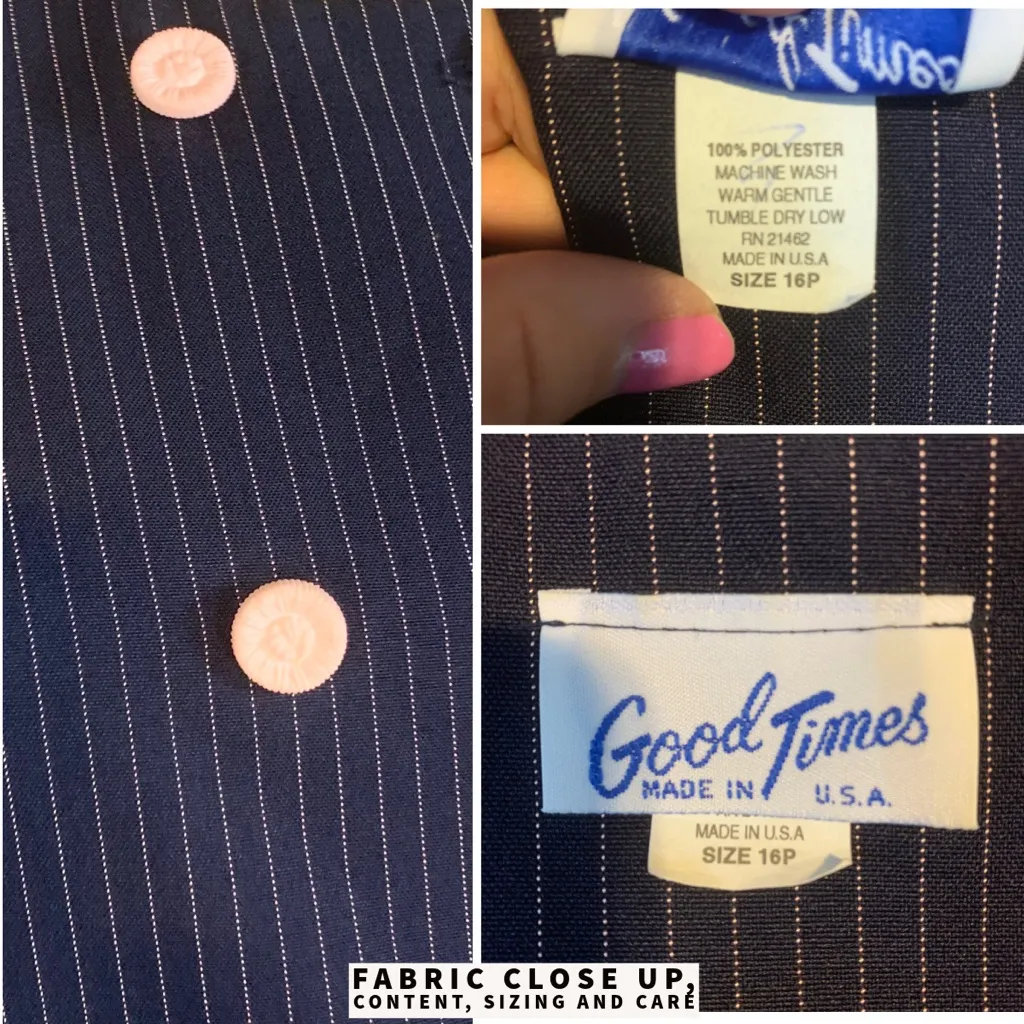 Times
100% POLYESTER
MACHINE WASH
WARM GENTLE
TUMBLE DRY LOW
RN 21462
MADE IN U.S.A
SIZE 16P
Good Times
MADE IN U.S.A.
MADE IN U.S.A
SIZE 16P
FABRIC CLOSE UP,
CONTENT, SIZING AND CARE